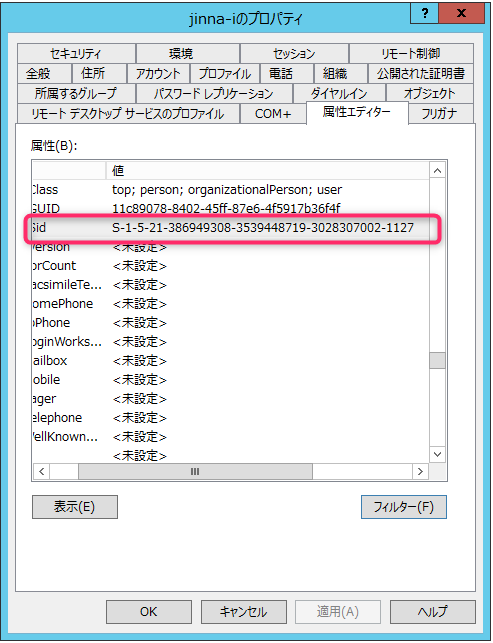 jinna-iのプロパティ
? x
セキュリティ 環境 セッション リモート制御
全般 住所 アカウント プロファイル 電話 組織 公開された証明書
所属するグループ パスワード レプリケーション ダイヤルイン オブジェクト
リモート デスクトップ サービスのプロファイル COM+ 属性エディター フリガナ
属性(B):
値
Class top; person; organizationalPerson; user
GUID 11c89078-8402-45ff-87e6-4f5917b36f4f
Sid S-1-5-21-386949308-3539448719-3028307002-1127
version <未設定>
orCount <未設定>
acsimileTe... <未設定>
omePhone <未設定>
pPhone <未設定>
oginWorks... <未設定>
ailbox <未設定>
obile <未設定>
ager <未設定>
elephone <未設定>
WellKnown... <未設定>
<未設定>
表示(E) フィルター(F)
OK キャンセル 適用(A) ヘルプ